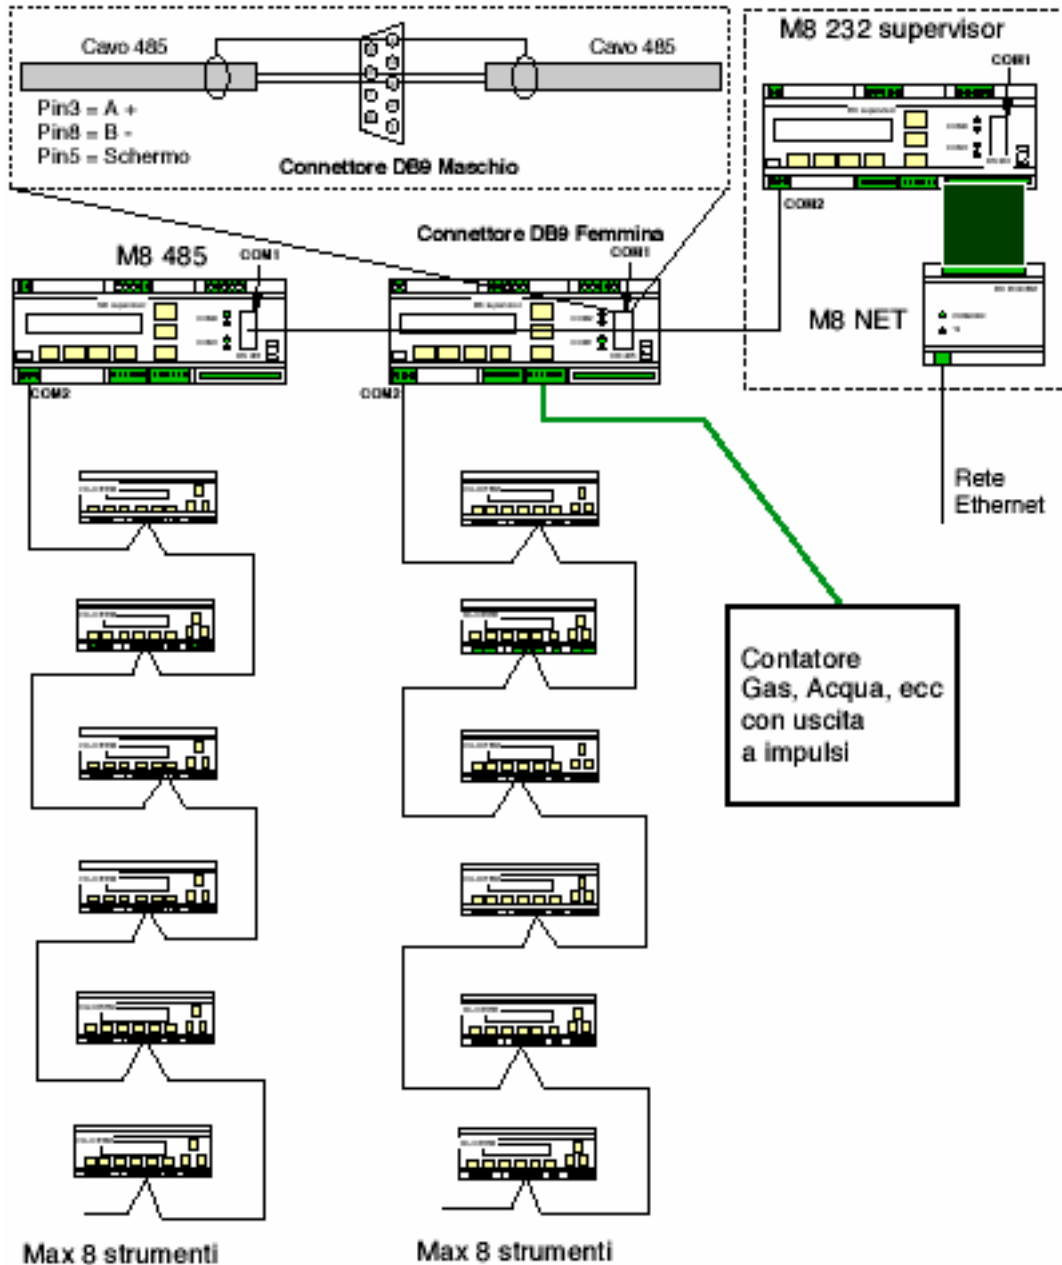 Cavo 485
Cavo 485
Pin3 = A +
Pin8 = B -
Pin5 = Schermo
Connettore DB9 Maschio
M8 232 supervisor
COM1
COM2
M8 NET
Rete
Ethernet
M8 485
COM1
COM2
Connettore DB9 Femmina
COM1
COM2
Contatore
Gas, Acqua, ecc
con uscita
a impulsi
Max 8 strumenti
Max 8 strumenti